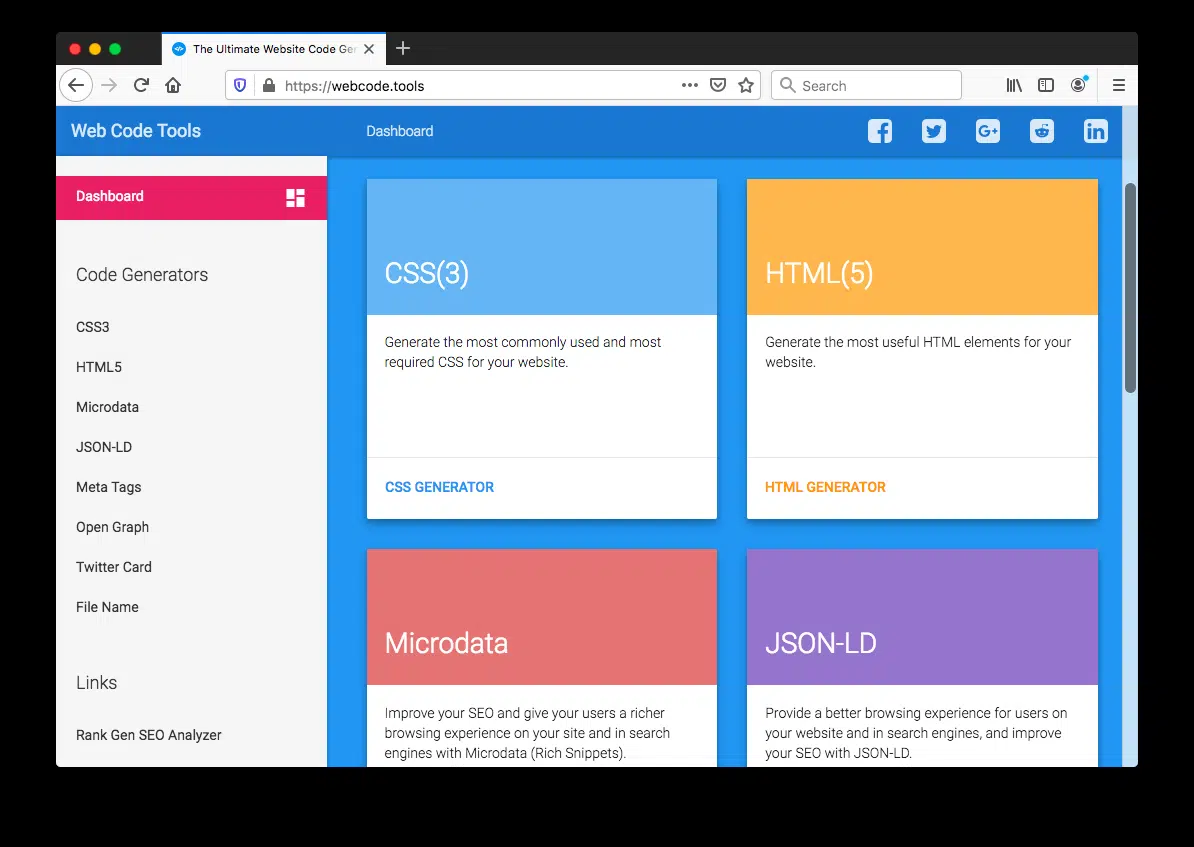 The Ultimate Website Code Ge
https://webcode.tools
Search
Web Code Tools
Dashboard
Dashboard
Code Generators
CSS3
HTML5
Microdata
JSON-LD
Meta Tags
Open Graph
Twitter Card
File Name
Links
Rank Gen SEO Analyzer
CSS(3)
Generate the most commonly used and most
required CSS for your website.
CSS GENERATOR
HTML(5)
Generate the most useful HTML elements for your
website.
HTML GENERATOR
Microdata
Improve your SEO and give your users a richer
browsing experience on your site and in search
engines with Microdata (Rich Snippets).
JSON-LD
Provide a better browsing experience for users on
your website and in search engines, and improve
your SEO with JSON-LD.